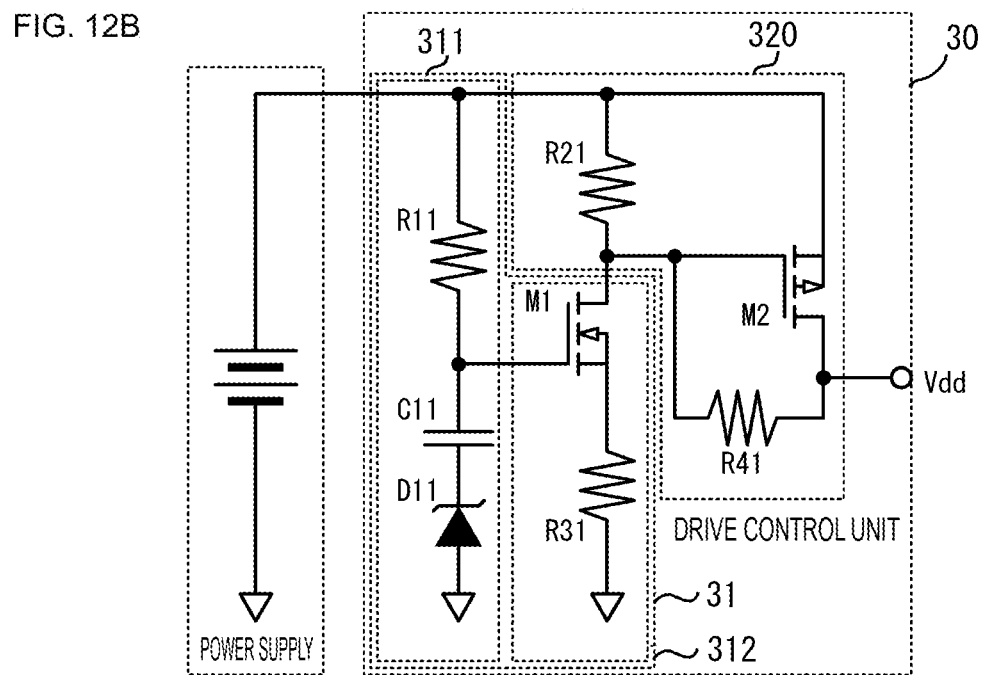 FIG. 12B
311
320
30
R21
R11
M1
M2
Vdd
C11
R41
D11
R31
DRIVE CONTROL UNIT
31
POWER SUPPLY
312